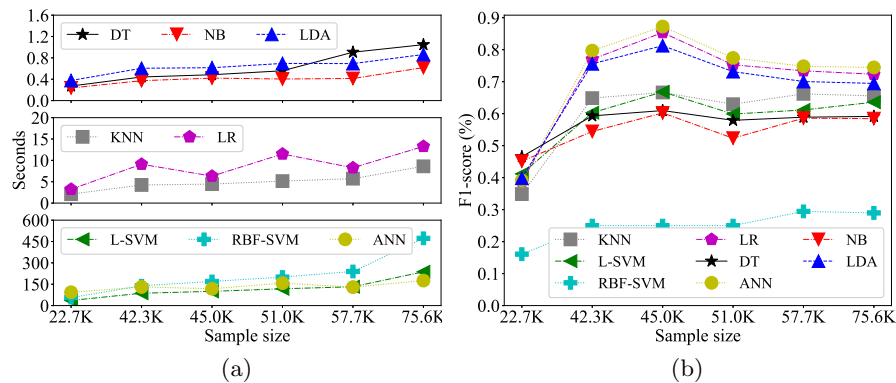 1.6
1.2
0.8
0.4
0.0
DT NB LDA
20
15
10
5
0
Seconds
KNN LR
600
450
300
150
0
L-SVM RBF-SVM ANN
22.7K 42.3K 45.0K 51.0K 57.7K 75.6K
Sample size
(a)
0.9
0.8
0.7
0.6
0.5
0.4
0.3
0.2
0.1
0.0
F1-score (%)
KNN LR NB
L-SVM DT LDA
RBF-SVM ANN
22.7K 42.3K 45.0K 51.0K 57.7K 75.6K
Sample size
(b)